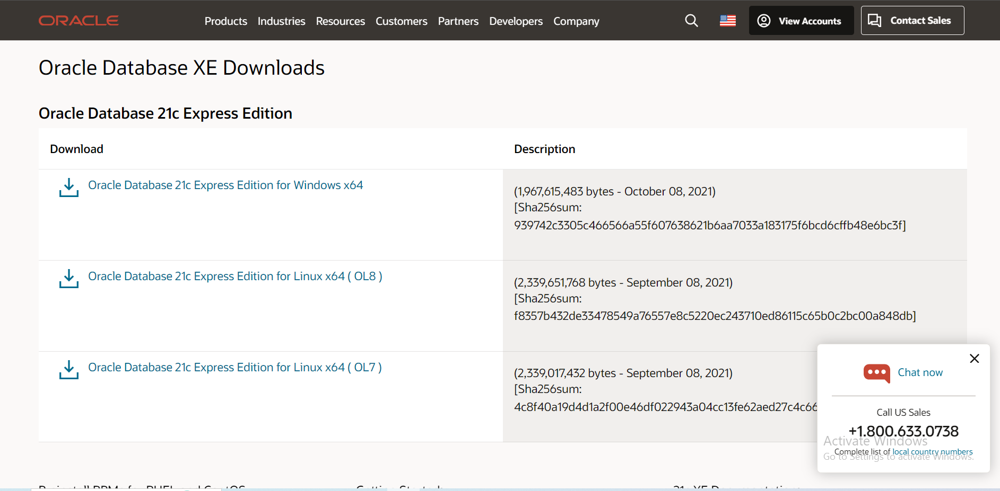 ORACLE
Products Industries Resources Customers Partners Developers Company
View Accounts
Contact Sales
Oracle Database XE Downloads
Oracle Database 21c Express Edition
Download Description
Oracle Database 21c Express Edition for Windows x64
(1,967,615,483 bytes - October 08, 2021)
[Sha256sum:
939742c3305c466566a55f607638621b6aa7033a183175f6bcd6cffb48e6bc3f]
Oracle Database 21c Express Edition for Linux x64 ( OL8 )
(2,339,651,768 bytes - September 08, 2021)
[Sha256sum:
f8357b432de33478549a76557e8c5220ec243710ed86115c65b0c2bc00a848db]
Oracle Database 21c Express Edition for Linux x64 ( OL7 )
(2,339,017,432 bytes - September 08, 2021)
[Sha256sum:
4c8f40a19d4d1a2f00e46df022943a04cc13fe62aed27c4c66
Chat now
Call US Sales
+1.800.633.0738
Complete list of local country numbers
Activate Windows
Go to Settings to activate Windows.